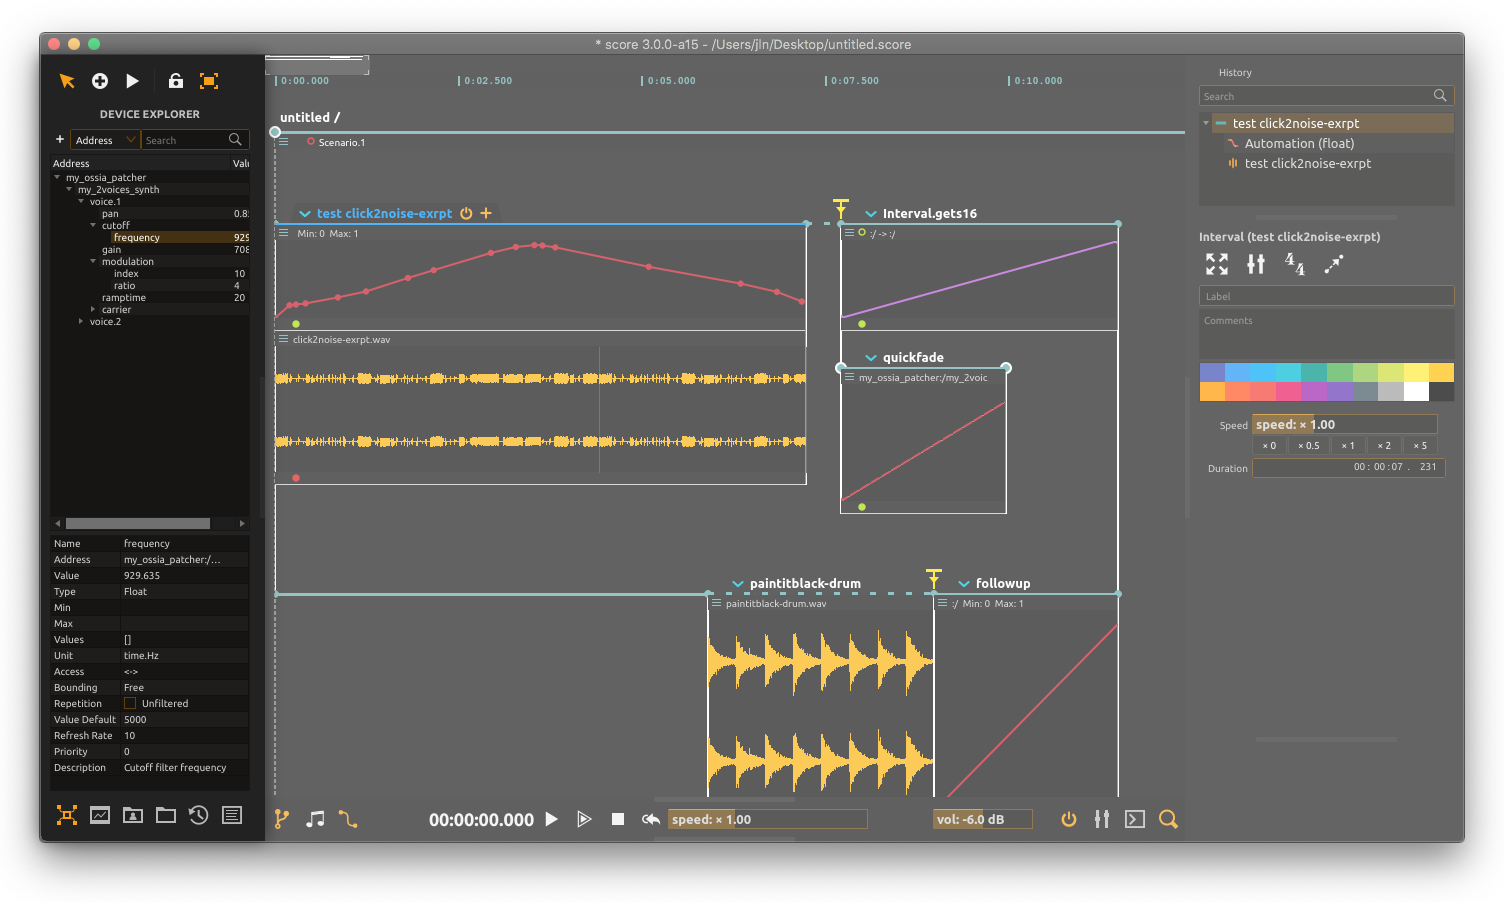 * score 3.0.0-a15 - /Users/jln/Desktop/untitled.score
DEVICE EXPLORER
+ Address Search
Address Valu
my_ossia_patcher
my_2voices_synth
voice.1
pan 0.8
cutoff
frequency 929
gain 708
modulation
index 10
ratio 4
ramptime 20
carrier
voice.2
Name frequency
Address my_ossia_patcher:/...
Value 929.635
Type Float
Min
Max
Values []
Unit time.Hz
Access <->
Bounding Free
Repetition Unfiltered
Value Default 5000
Refresh Rate 10
Priority 0
Description Cutoff filter frequency
0:00.000 0:02.500 0:05.000 0:07.500 0:10.000
untitled /
Scenario.1
test click2noise-exrpt
Min: 0 Max: 1
click2noise-exrpt.wav
Interval.gets16
:/ -> :/
quickfade
my_ossia_patcher:/my_2voic
paintitblack-drum
paintitblack-drum.wav
followup
:/ Min: 0 Max: 1
00:00:00.000
speed: × 1.00
vol: -6.0 dB
History
Search
test click2noise-exrpt
Automation (float)
test click2noise-exrpt
Interval (test click2noise-exrpt)
4/4
Label
Comments
Speed speed: × 1.00
× 0 × 0.5 × 1 × 2 × 5
Duration 00: 00 :07 . 231